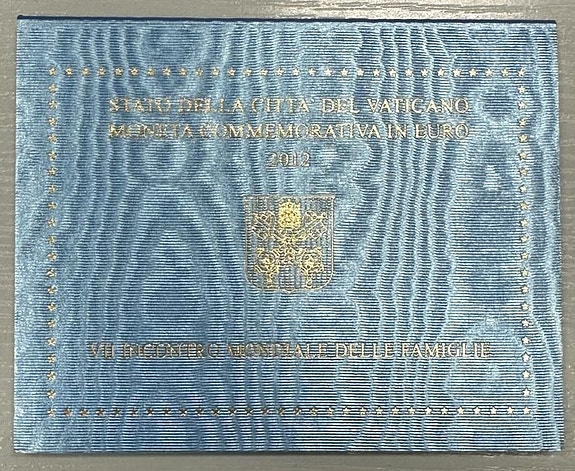 STATO DELLA CITTA' DEL VATICANO
MONETA COMMEMORATIVA IN EURO
2012
VII INCONTRO MONDIALE DELLE FAMIGLIE